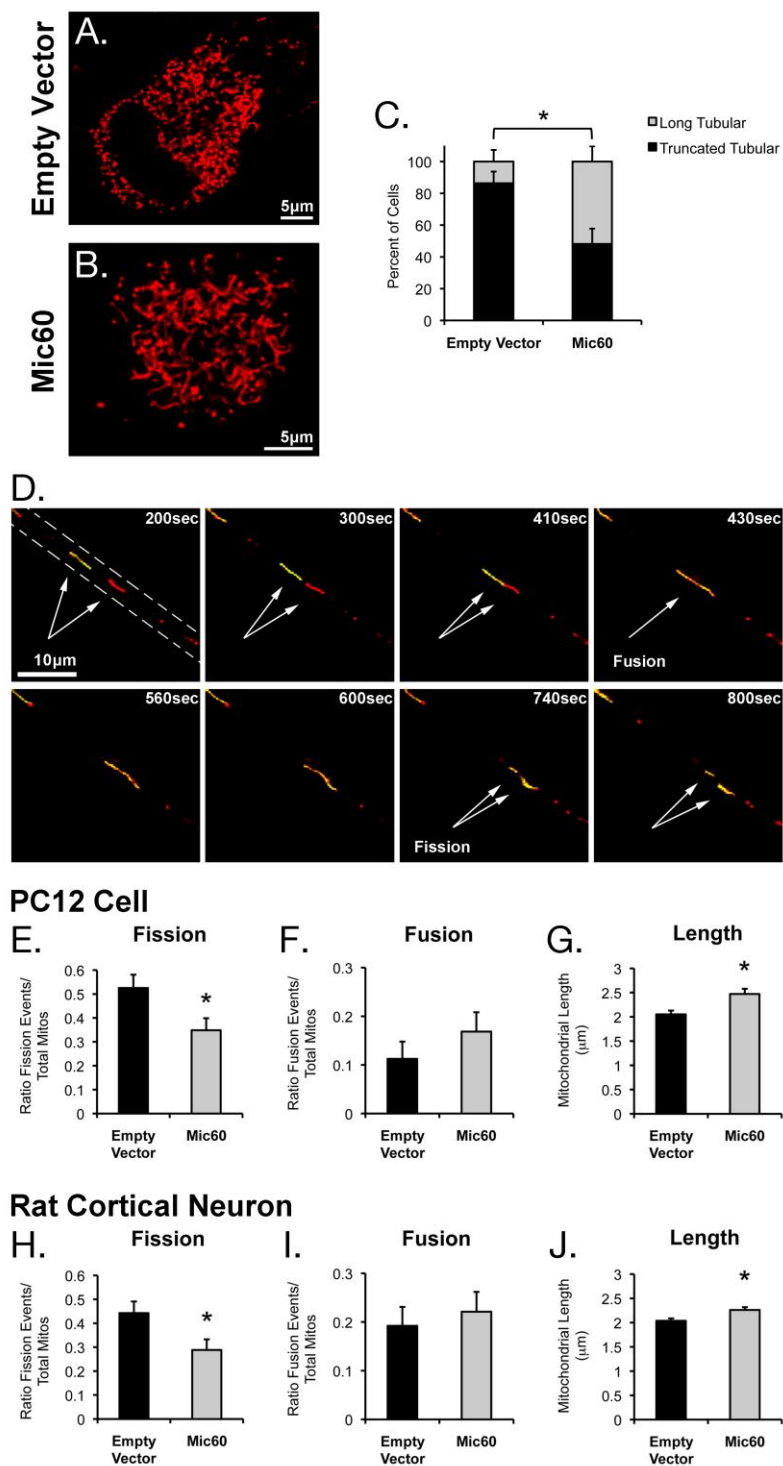 Empty Vector
A.
5µm
Mic60
B.
5µm
C.
*
Long Tubular
Truncated Tubular
Percent of Cells
100
80
60
40
20
0
Empty Vector Mic60
D.
200sec
10µm
300sec
410sec
430sec
Fusion
560sec
600sec
740sec
Fission
800sec
PC12 Cell
E.
Fission
Ratio Fission Events/
Total Mitos
0.6
0.5
0.4
0.3
0.2
0.1
0
*
Empty
Vector
Mic60
F.
Fusion
Ratio Fusion Events/
Total Mitos
0.3
0.2
0.1
0
Empty
Vector
Mic60
G.
Length
Mitochondrial Length
(µm)
3
2.5
2
1.5
1
0.5
0
*
Empty
Vector
Mic60
Rat Cortical Neuron
H.
Fission
Ratio Fission Events/
Total Mitos
0.6
0.5
0.4
0.3
0.2
0.1
0
*
Empty
Vector
Mic60
I.
Fusion
Ratio Fusion Events/
Total Mitos
0.3
0.2
0.1
0
Empty
Vector
Mic60
J.
Length
Mitochondrial Length
(µm)
3
2.5
2
1.5
1
0.5
0
*
Empty
Vector
Mic60